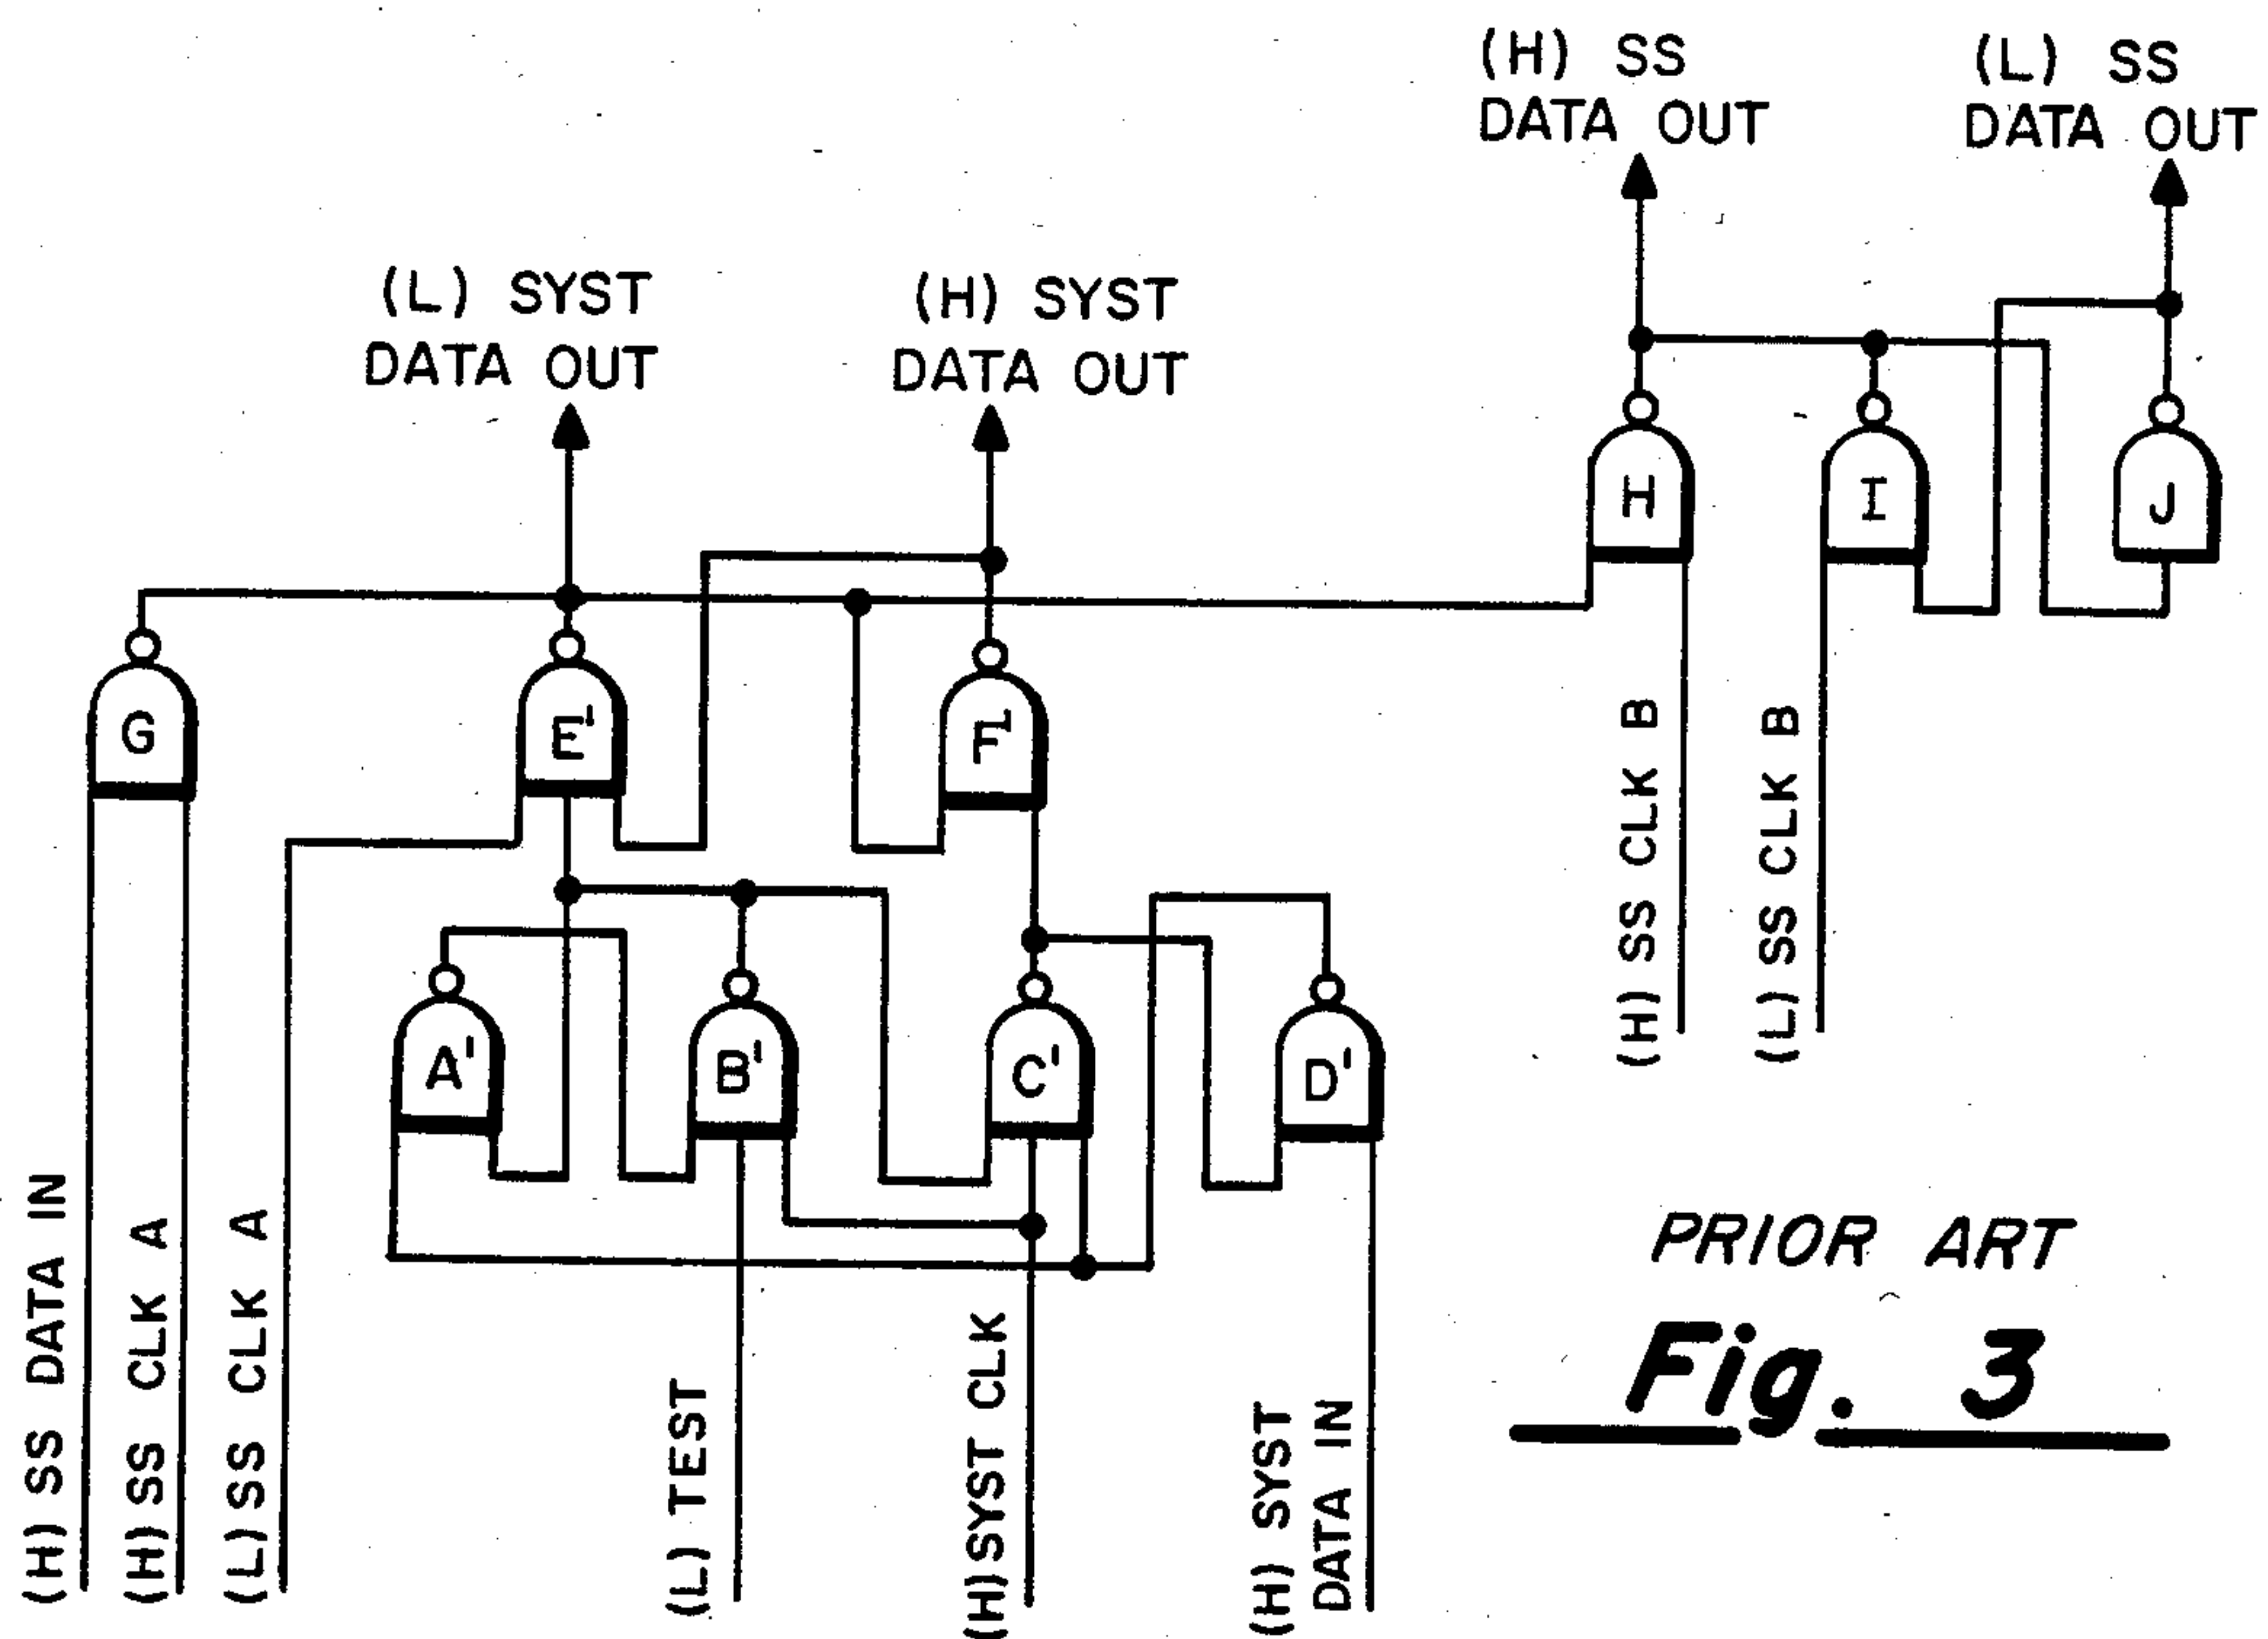 (H) SS
DATA OUT
(L) SS
DATA OUT
(L) SYST
DATA OUT
(H) SYST
DATA OUT
H
I
J
G
E'
F'
A'
B'
C'
D'
(H) SS CLK B
(L) SS CLK B
(H) SS DATA IN
(H) SS CLK A
(L) SS CLK A
(L) TEST
(H) SYST CLK
(H) SYST
DATA IN
PRIOR ART
Fig. 3